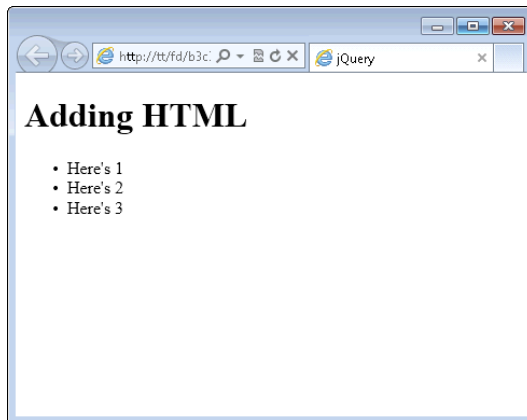 http://tt/fd/b3c
jQuery
Adding HTML
• Here's 1
• Here's 2
• Here's 3